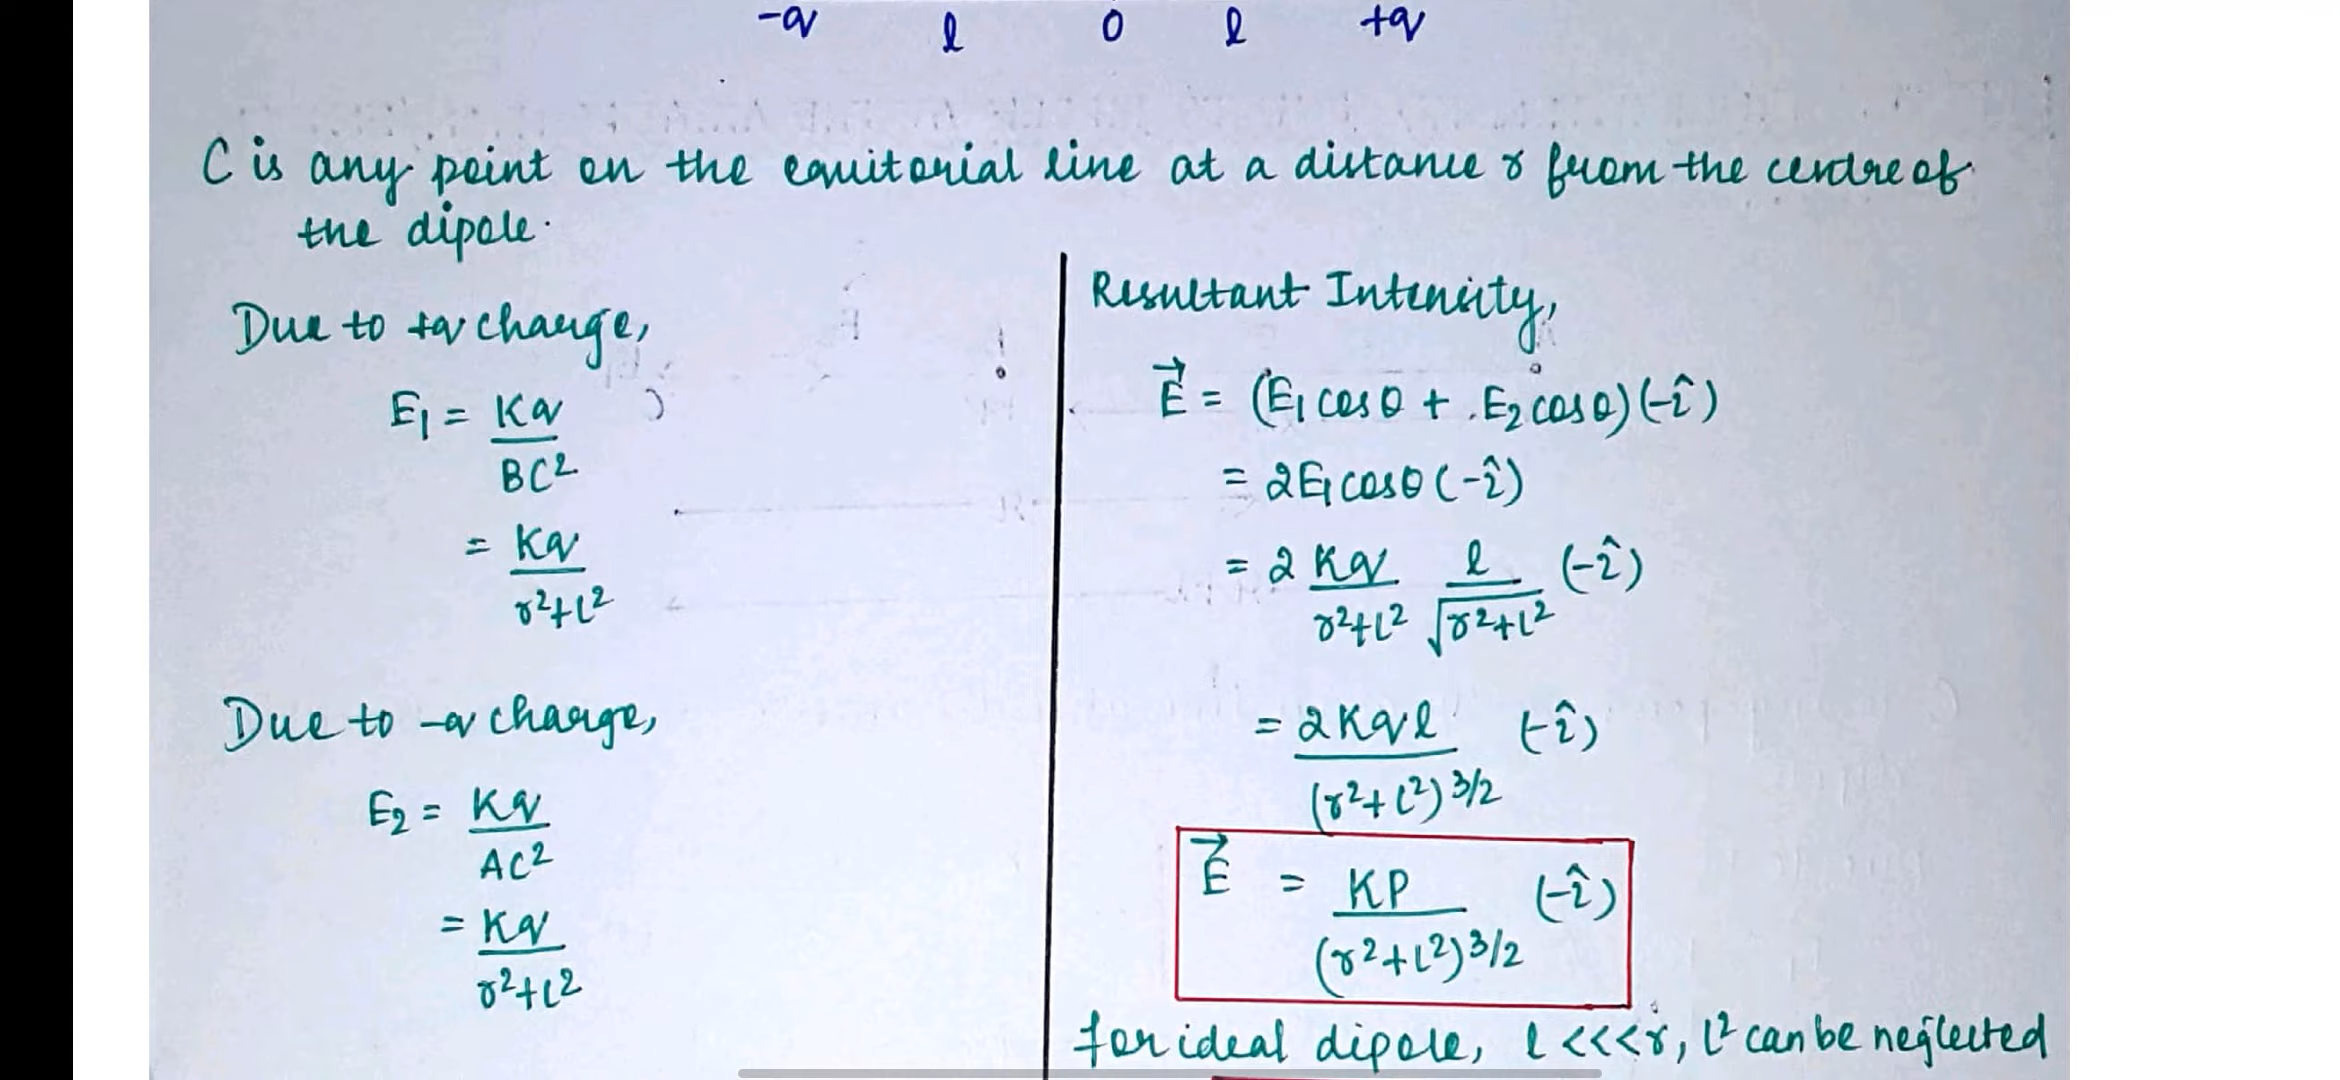 -q l O l +q
C is any point on the equitorial line at a distance r from the centre of
the dipole.
Due to +q charge,
E₁ = Kq / BC²
= Kq / r²+l²
Due to -q charge,
E₂ = Kq / AC²
= Kq / r²+l²
Resultant Intensity,
E⃗ = (E₁ cos θ + E₂ cos θ) (-î)
= 2E₁ cos θ (-î)
= 2 Kq / r²+l² l / √r²+l² (-î)
= 2Kql / (r²+l²)^3/2 (-î)
E⃗ = KP / (r²+l²)^3/2 (-î)
for ideal dipole, l <<< r, l² can be neglected